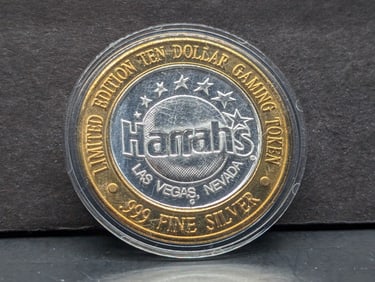 LIMITED EDITION TEN DOLLAR GAMING TOKEN
Harrah's
LAS VEGAS, NEVADA
.999 FINE SILVER